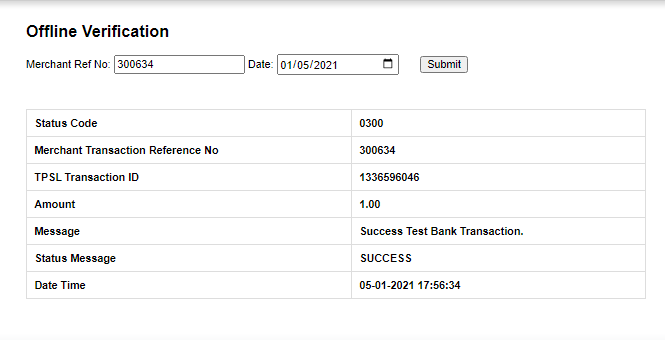 Offline Verification
Merchant Ref No: 300634 Date: 01/05/2021 Submit
Status Code 0300
Merchant Transaction Reference No 300634
TPSL Transaction ID 1336596046
Amount 1.00
Message Success Test Bank Transaction.
Status Message SUCCESS
Date Time 05-01-2021 17:56:34